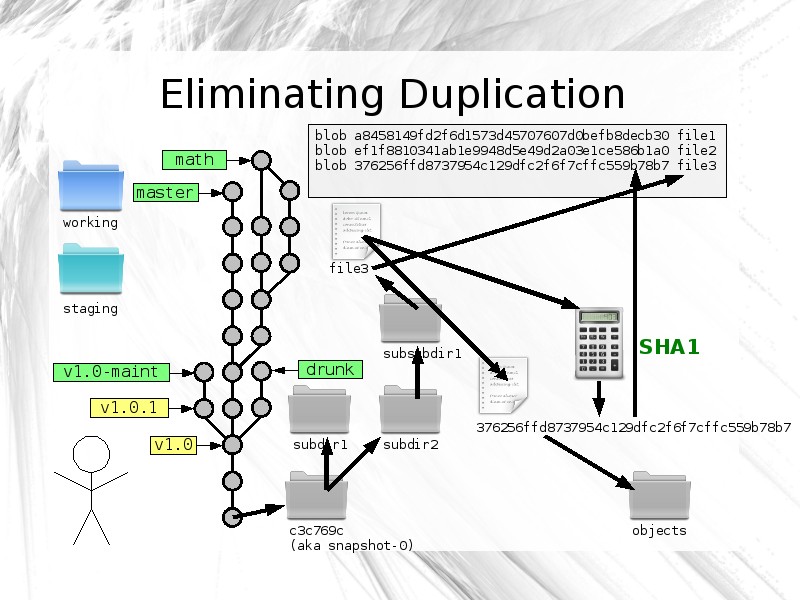 Eliminating Duplication
blob a8458149fd2f6d1573d45707607d0befb8decb30 file1
blob ef1f8810341ab1e9948d5e49d2a03e1ce586b1a0 file2
blob 376256ffd8737954c129dfc2f6f7cffc559b78b7 file3
math
master
working
staging
file3
subsubdir1
SHA1
v1.0-maint
drunk
v1.0.1
v1.0
subdir1
subdir2
376256ffd8737954c129dfc2f6f7cffc559b78b7
c3c769c
(aka snapshot-0)
objects